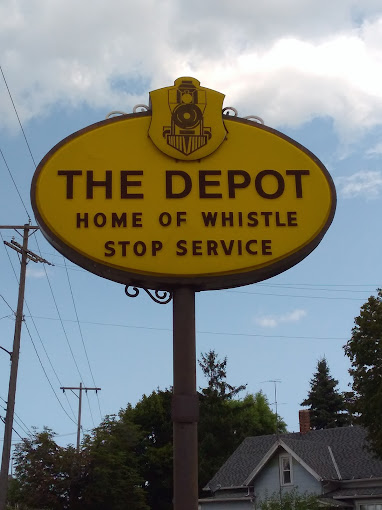 THE DEPOT
HOME OF WHISTLE
STOP SERVICE